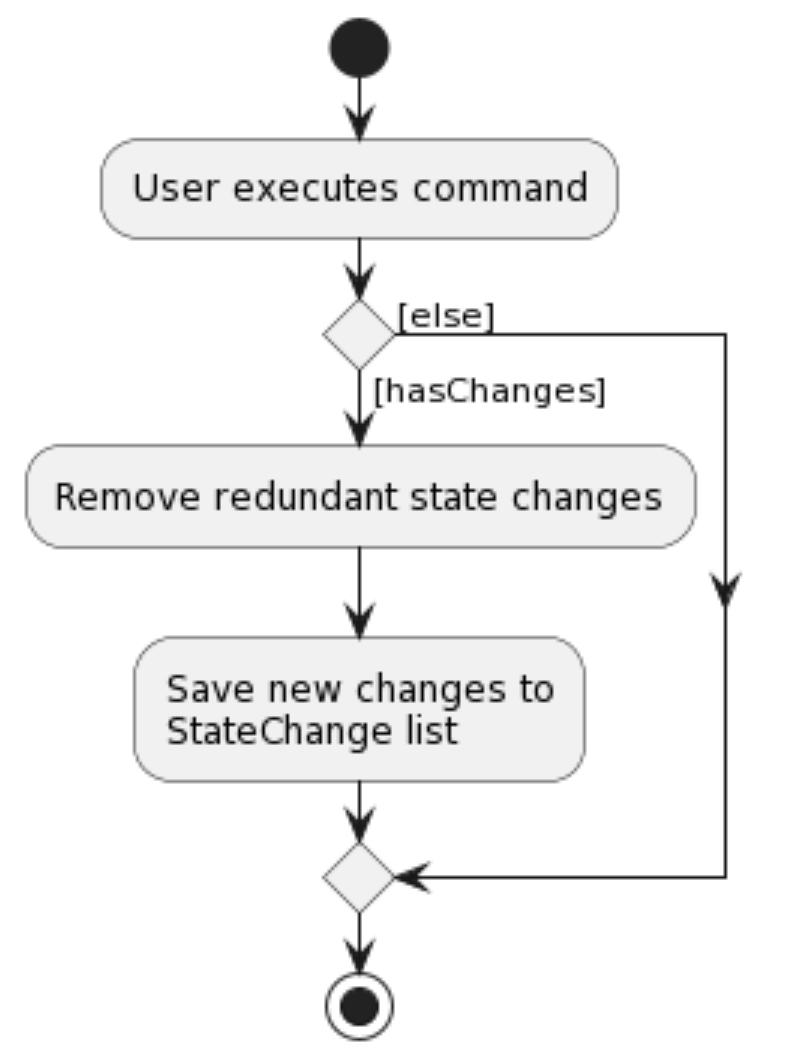 User executes command
[else]
[hasChanges]
Remove redundant state changes
Save new changes to
StateChange list